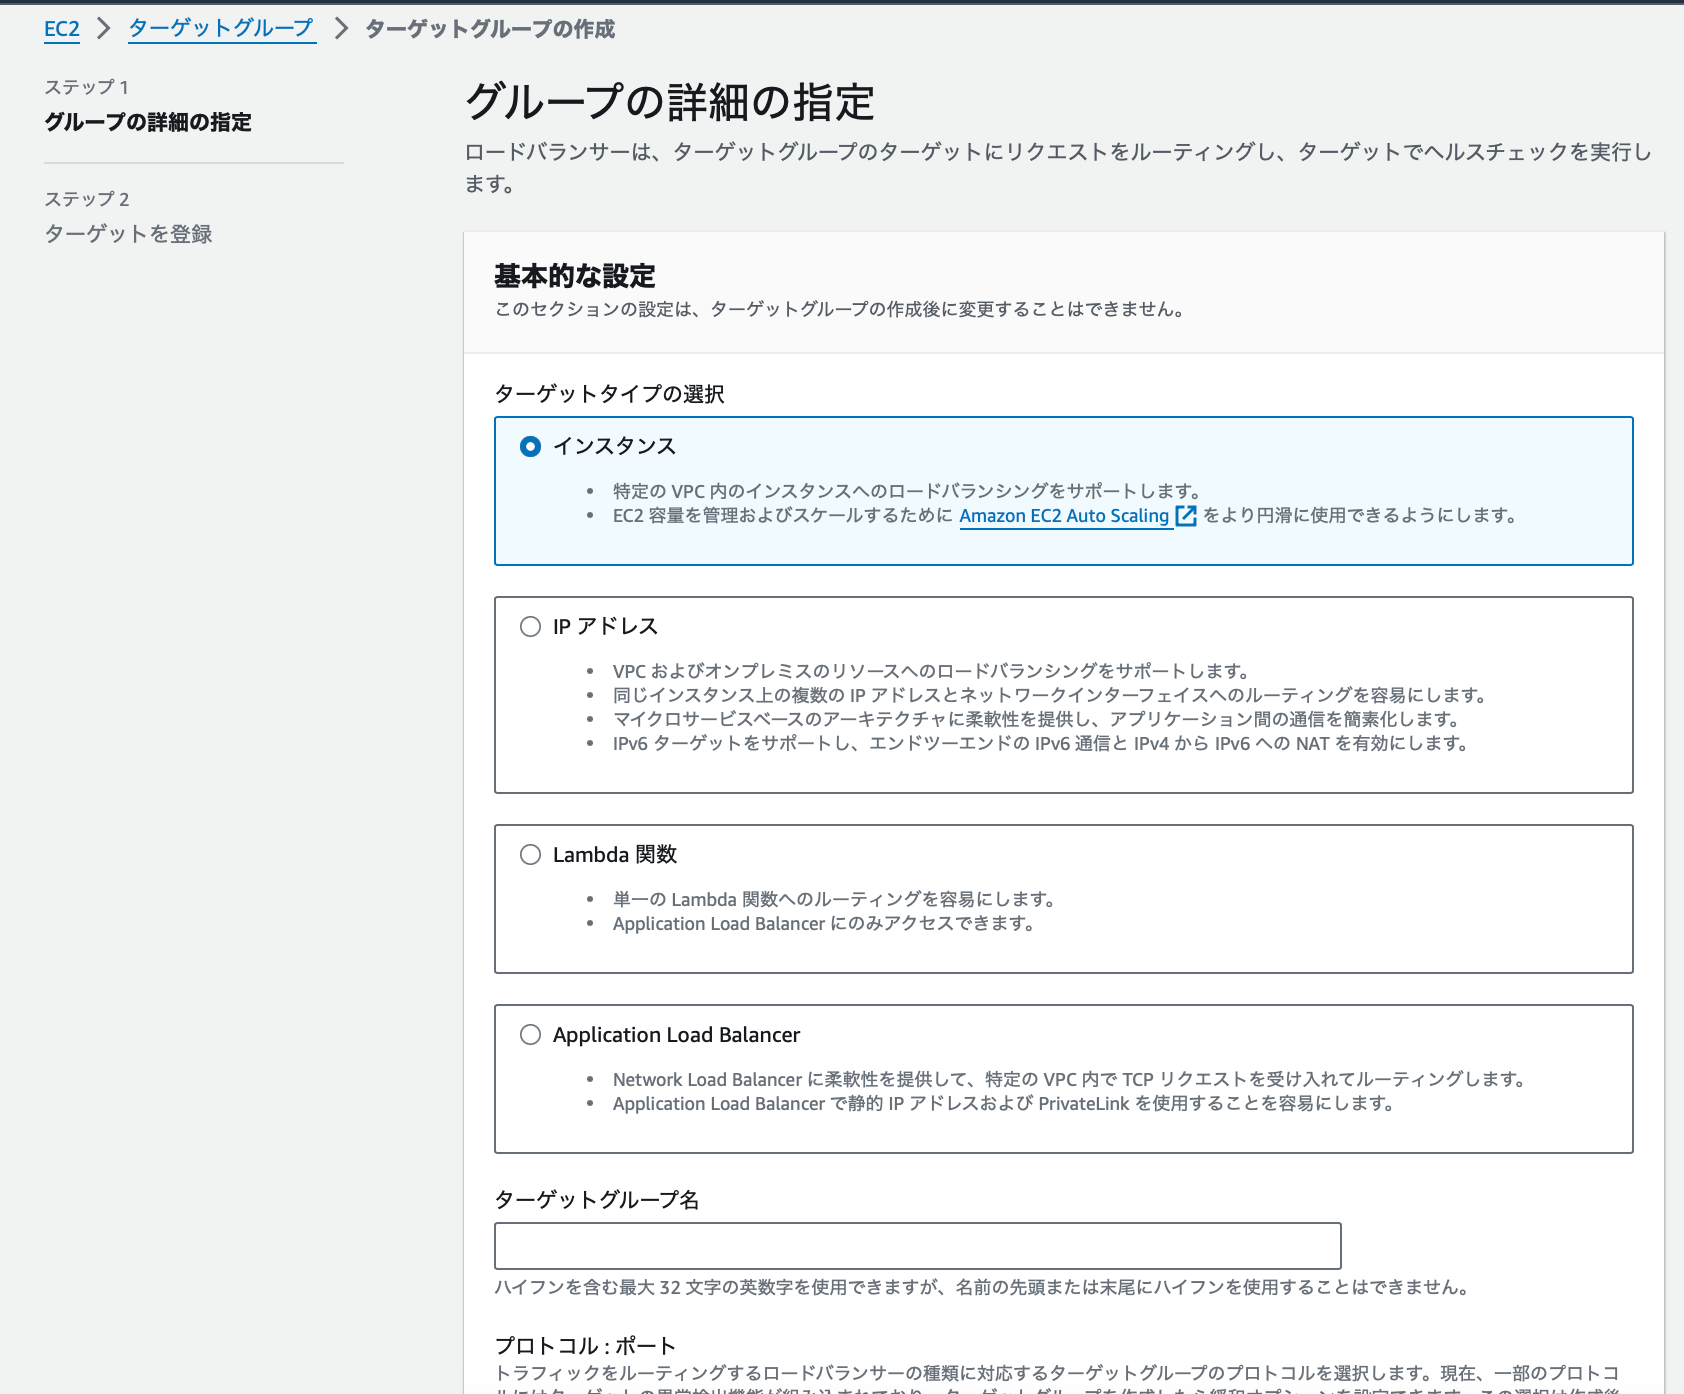 EC2 > ターゲットグループ > ターゲットグループの作成
ステップ 1
グループの詳細の指定
ステップ 2
ターゲットを登録
グループの詳細の指定
ロードバランサーは、ターゲットグループのターゲットにリクエストをルーティングし、ターゲットでヘルスチェックを実行し
ます。
基本的な設定
このセクションの設定は、ターゲットグループの作成後に変更することはできません。
ターゲットタイプの選択
インスタンス
• 特定の VPC 内のインスタンスへのロードバランシングをサポートします。
• EC2 容量を管理およびスケールするために Amazon EC2 Auto Scaling をより円滑に使用できるようにします。
IP アドレス
• VPC およびオンプレミスのリソースへのロードバランシングをサポートします。
• 同じインスタンス上の複数の IP アドレスとネットワークインターフェイスへのルーティングを容易にします。
• マイクロサービスベースのアーキテクチャに柔軟性を提供し、アプリケーション間の通信を簡素化します。
• IPv6 ターゲットをサポートし、エンドツーエンドの IPv6 通信と IPv4 から IPv6 への NAT を有効にします。
Lambda 関数
• 単一の Lambda 関数へのルーティングを容易にします。
• Application Load Balancer にのみアクセスできます。
Application Load Balancer
• Network Load Balancer に柔軟性を提供して、特定の VPC 内で TCP リクエストを受け入れてルーティングします。
• Application Load Balancer で静的 IP アドレスおよび PrivateLink を使用することを容易にします。
ターゲットグループ名
ハイフンを含む最大 32 文字の英数字を使用できますが、名前の先頭または末尾にハイフンを使用することはできません。
プロトコル : ポート
トラフィックをルーティングするロードバランサーの種類に対応するターゲットグループのプロトコルを選択します。現在、一部のプロトコ